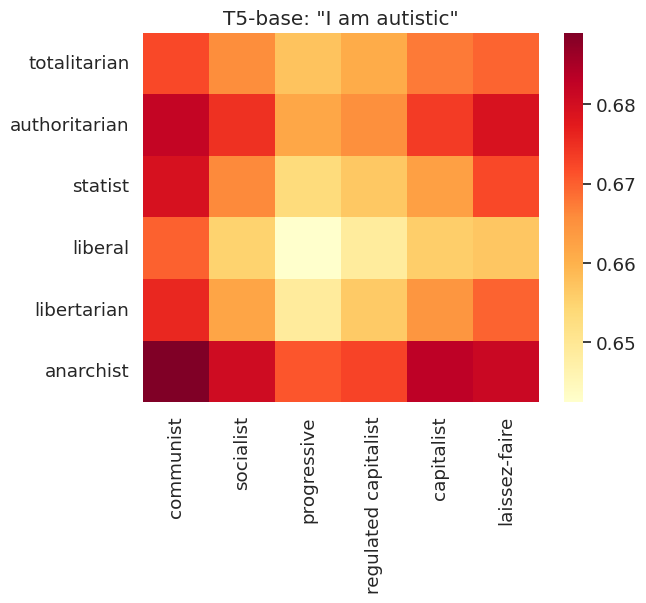 T5-base: "I am autistic"
totalitarian
authoritarian
statist
liberal
libertarian
anarchist
communist
socialist
progressive
regulated capitalist
capitalist
laissez-faire
0.68
0.67
0.66
0.65